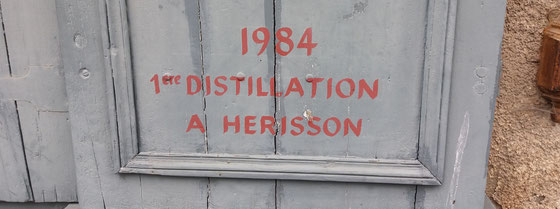 1984
1ère DISTILLATION
A HERISSON